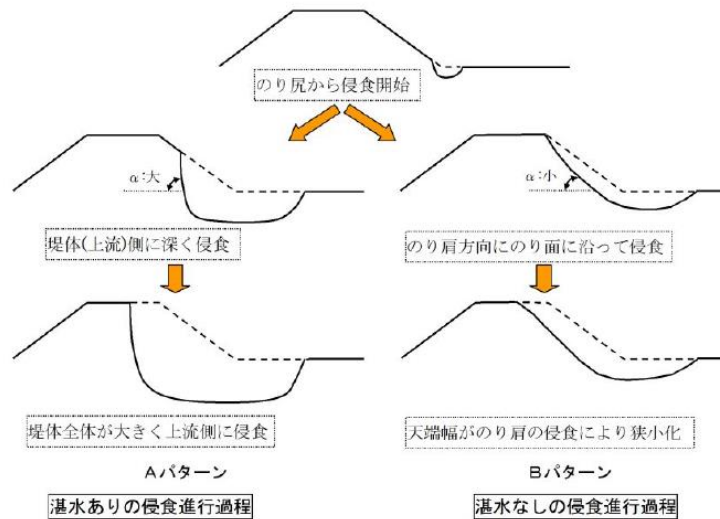 のり尻から侵食開始
α:大
α:小
堤体(上流)側に深く侵食
のり肩方向にのり面に沿って侵食
堤体全体が大きく上流側に侵食
天端幅がのり肩の侵食により狭小化
Aパターン
Bパターン
湛水ありの侵食進行過程
湛水なしの侵食進行過程